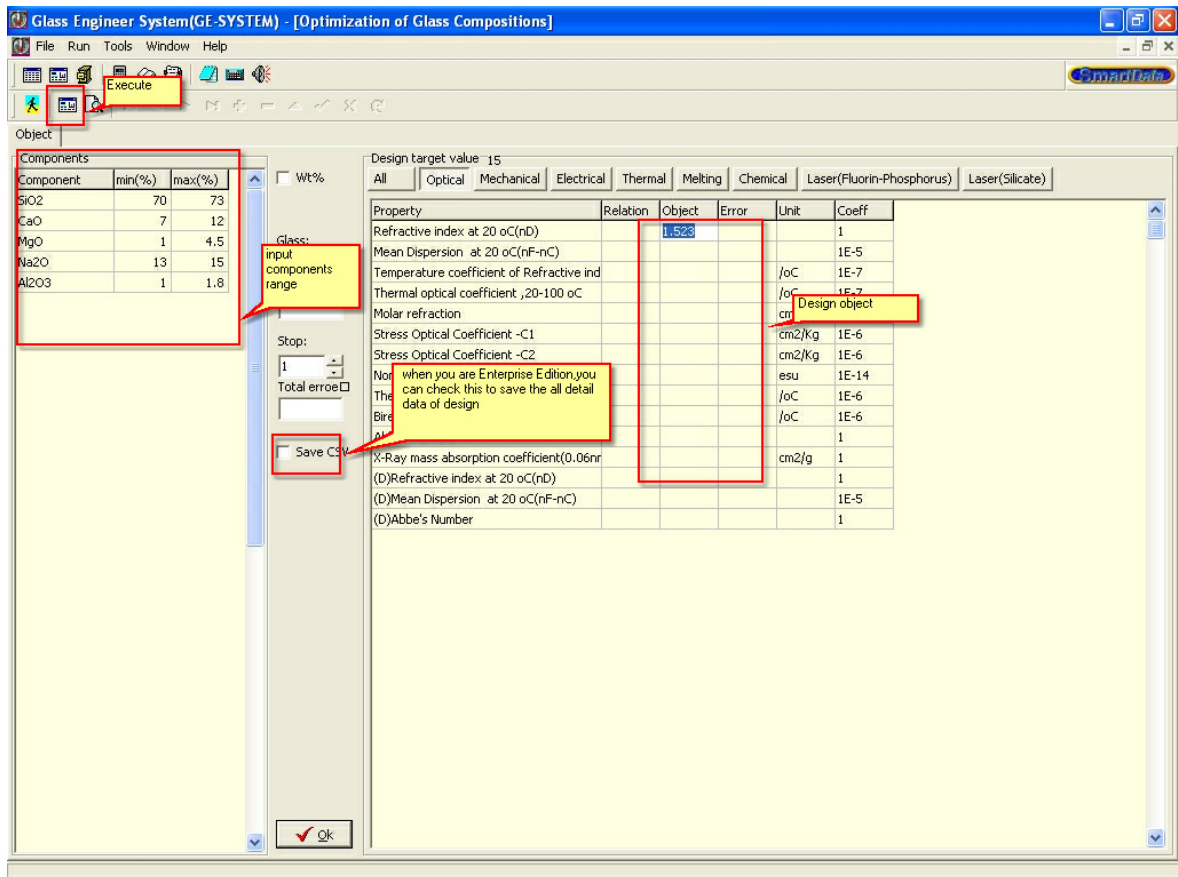 Glass Engineer System(GE-SYSTEM) - [Optimization of Glass Compositions]
File Run Tools Window Help
SmartData
Execute
Object
Components
Component min(%) max(%)
SiO2 70 73
CaO 7 12
MgO 1 4.5
Na2O 13 15
Al2O3 1 1.8
input
components
range
Wt%
Glass:
Stop:
1
Total erroe
Save CSV
Ok
Design target value 15
All Optical Mechanical Electrical Thermal Melting Chemical Laser(Fluorin-Phosphorus) Laser(Silicate)
Property Relation Object Error Unit Coeff
Refractive index at 20 oC(nD) 1.523 1
Mean Dispersion at 20 oC(nF-nC) 1E-5
Temperature coefficient of Refractive ind /oC 1E-7
Thermal optical coefficient ,20-100 oC /oC 1E-7
Design object
Molar refraction
Stress Optical Coefficient -C1 cm2/Kg 1E-6
Stress Optical Coefficient -C2 cm2/Kg 1E-6
esu 1E-14
/oC 1E-6
/oC 1E-6
1
when you are Enterprise Edition,you
can check this to save the all detail
data of design
X-Ray mass absorption coefficient(0.06nm cm2/g 1
(D)Refractive index at 20 oC(nD) 1
(D)Mean Dispersion at 20 oC(nF-nC) 1E-5
(D)Abbe's Number 1